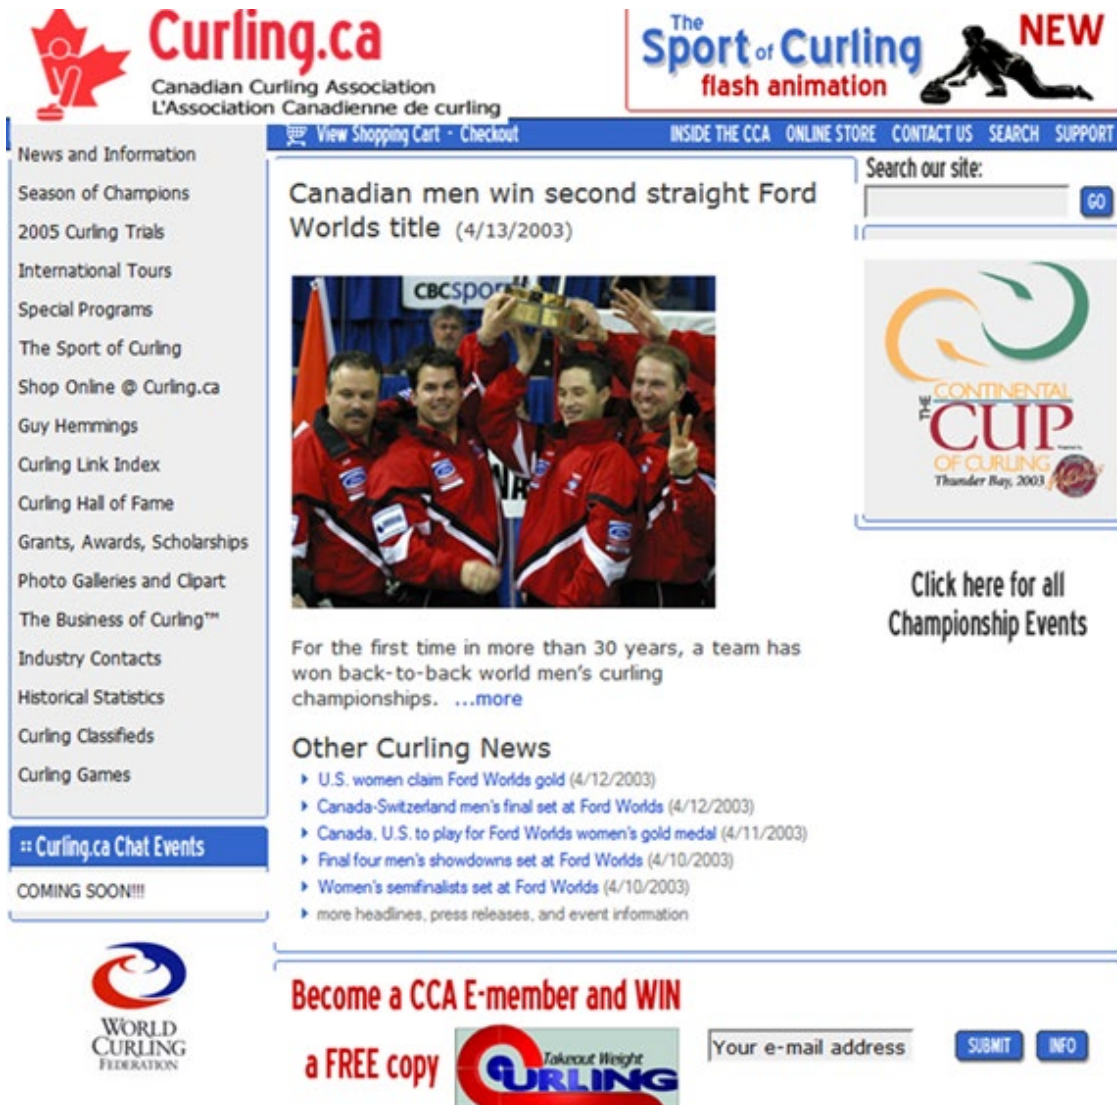 Curling.ca
Canadian Curling Association
L'Association Canadienne de curling
The
Sport of Curling
flash animation
NEW
View Shopping Cart - Checkout
INSIDE THE CCA ONLINE STORE CONTACT US SEARCH SUPPORT
News and Information
Season of Champions
2005 Curling Trials
International Tours
Special Programs
The Sport of Curling
Shop Online @ Curling.ca
Guy Hemmings
Curling Link Index
Curling Hall of Fame
Grants, Awards, Scholarships
Photo Galleries and Clipart
The Business of Curling™
Industry Contacts
Historical Statistics
Curling Classifieds
Curling Games
:: Curling.ca Chat Events
COMING SOON!!!
WORLD
CURLING
FEDERATION
Canadian men win second straight Ford
Worlds title (4/13/2003)
CBCSpor
For the first time in more than 30 years, a team has
won back-to-back world men's curling
championships. ...more
Other Curling News
U.S. women claim Ford Worlds gold (4/12/2003)
Canada-Switzerland men's final set at Ford Worlds (4/12/2003)
Canada, U.S. to play for Ford Worlds women's gold medal (4/11/2003)
Final four men's showdowns set at Ford Worlds (4/10/2003)
Women's semifinalists set at Ford Worlds (4/10/2003)
more headlines, press releases, and event information
Search our site:
GO
THE
CONTINENTAL
CUP
OF CURLING
Thunder Bay, 2003
Click here for all
Championship Events
Become a CCA E-member and WIN
a FREE copy
Takeout Weight
CURLING
Your e-mail address
SUBMIT
INFO